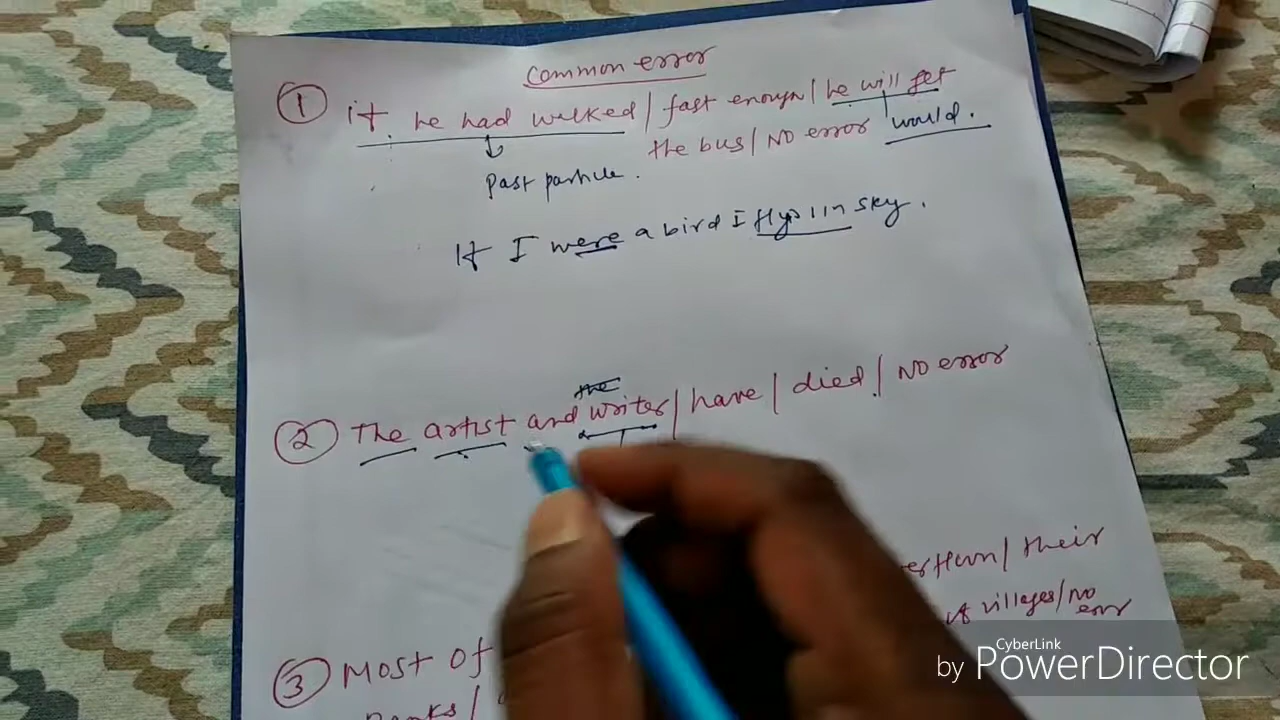 common error
① if he had walked / fast enough / he will get
the bus / NO error would.
Past particle.
If I were a bird I in sky.
the
② The artist and writer / have / died / NO error
/ their
③ Most of
of villages / no
error
CyberLink
by PowerDirector